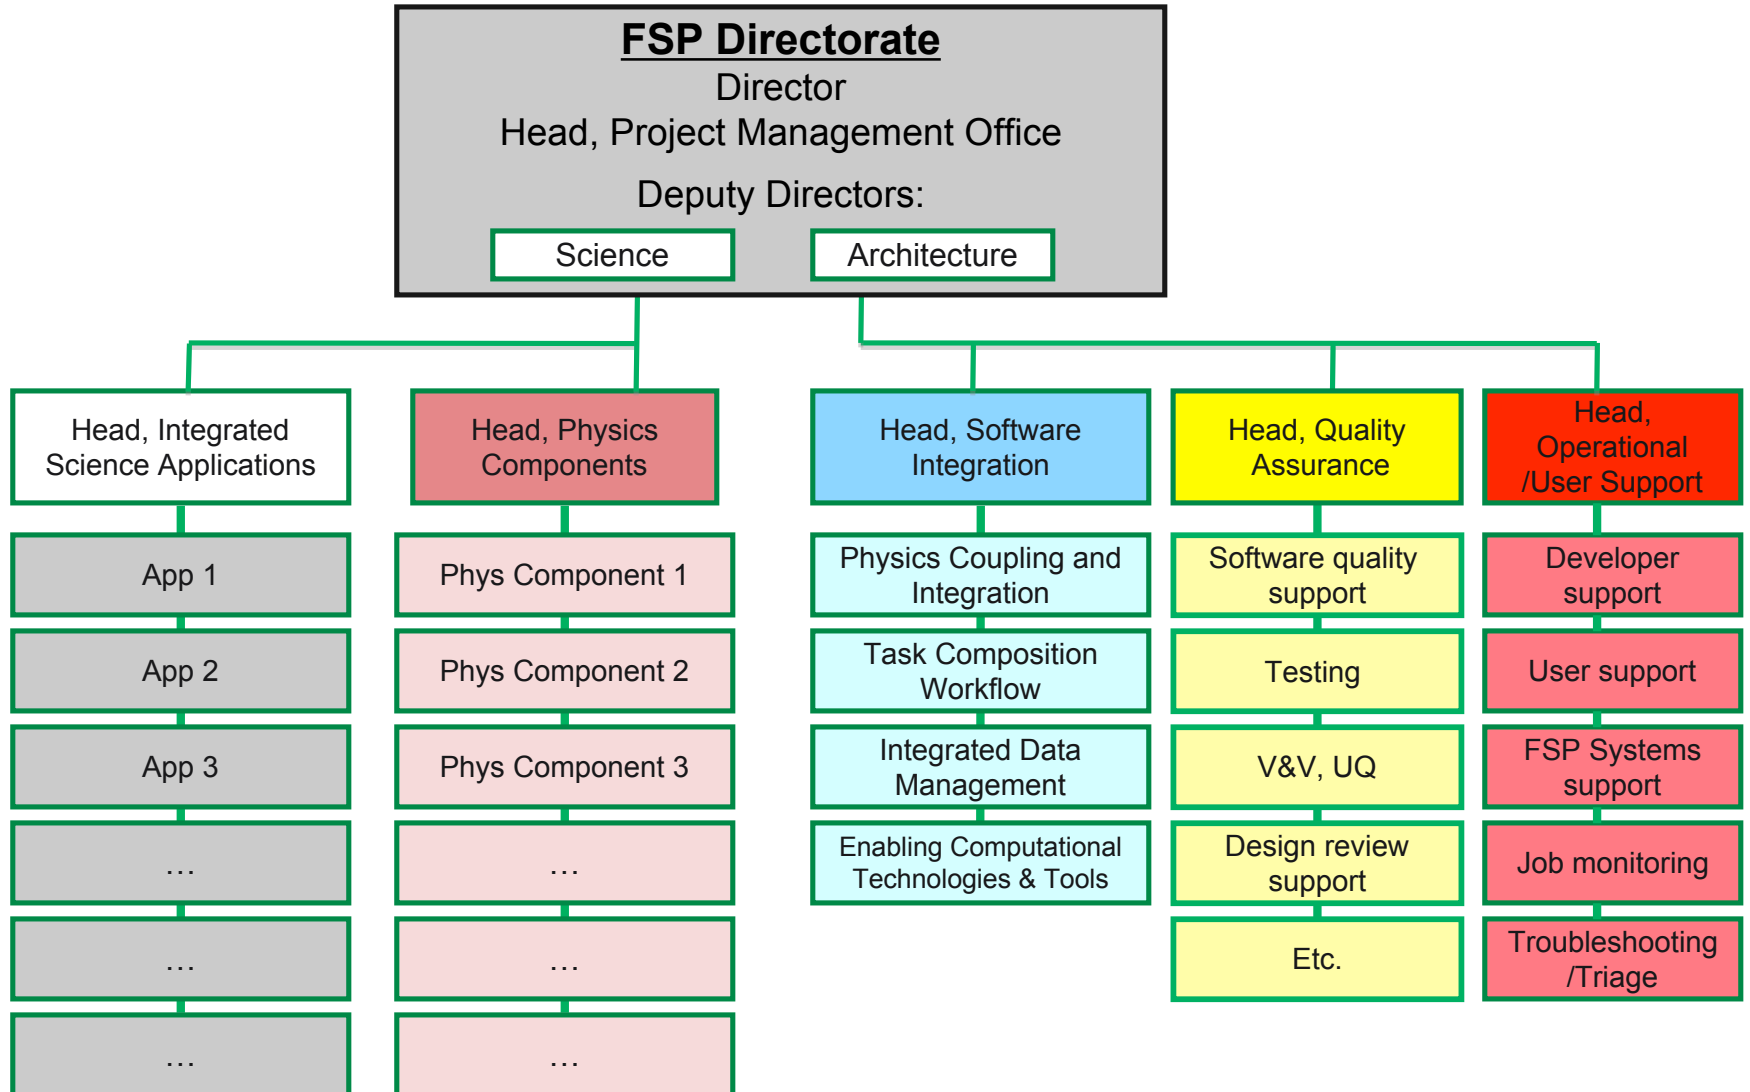 FSP Directorate
Director
Head, Project Management Office
Deputy Directors:
Science
Architecture
Head, Integrated
Science Applications
App 1
App 2
App 3
…
…
…
Head, Physics
Components
Phys Component 1
Phys Component 2
Phys Component 3
…
…
…
Head, Software
Integration
Physics Coupling and
Integration
Task Composition
Workflow
Integrated Data
Management
Enabling Computational
Technologies & Tools
Head, Quality
Assurance
Software quality
support
Testing
V&V, UQ
Design review
support
Etc.
Head,
Operational
/User Support
Developer
support
User support
FSP Systems
support
Job monitoring
Troubleshooting
/Triage